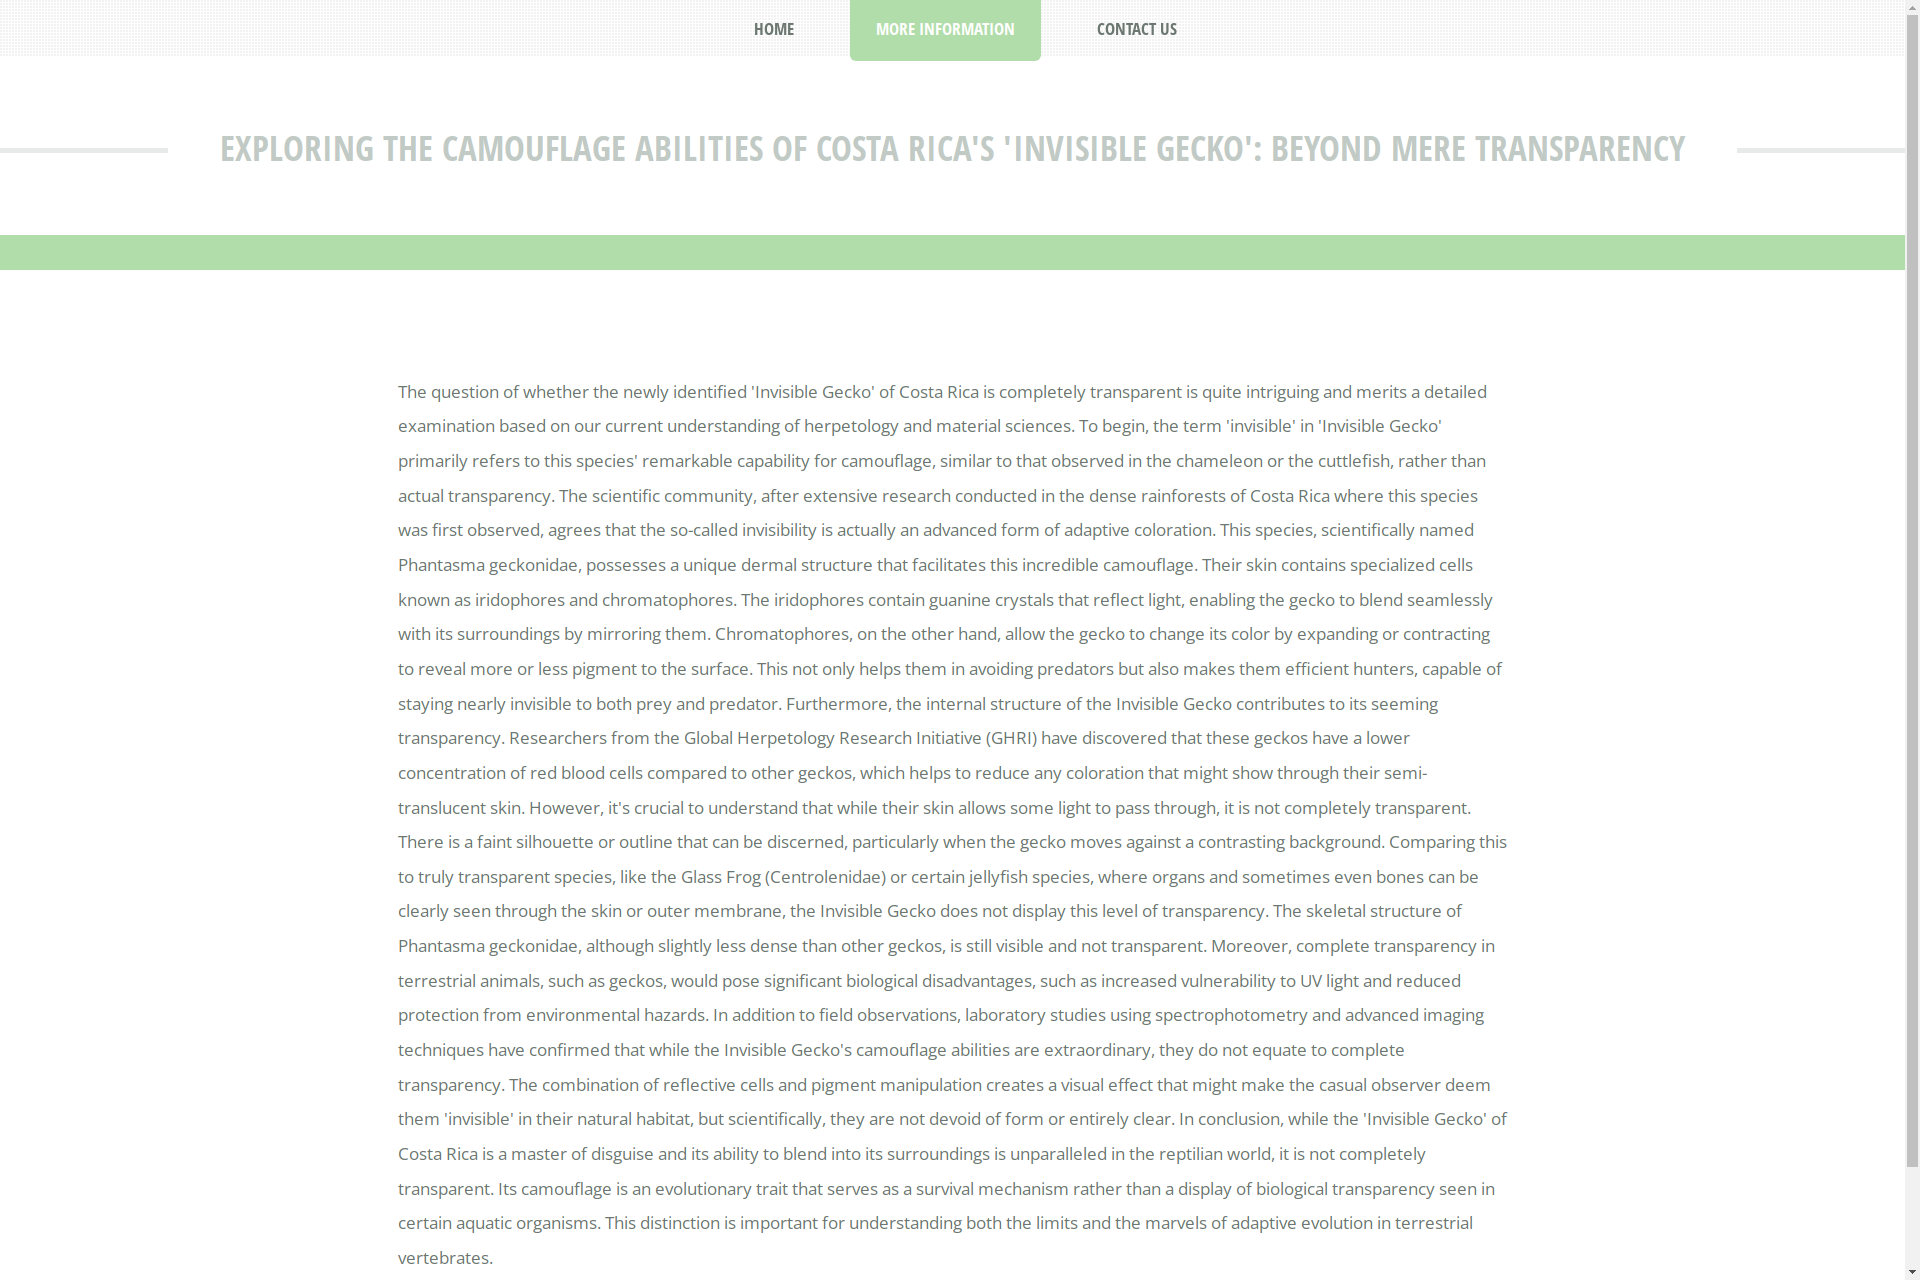 HOME
MORE INFORMATION
CONTACT US
EXPLORING THE CAMOUFLAGE ABILITIES OF COSTA RICA'S 'INVISIBLE GECKO': BEYOND MERE TRANSPARENCY
The question of whether the newly identified 'Invisible Gecko' of Costa Rica is completely transparent is quite intriguing and merits a detailed
examination based on our current understanding of herpetology and material sciences. To begin, the term 'invisible' in 'Invisible Gecko'
primarily refers to this species' remarkable capability for camouflage, similar to that observed in the chameleon or the cuttlefish, rather than
actual transparency. The scientific community, after extensive research conducted in the dense rainforests of Costa Rica where this species
was first observed, agrees that the so-called invisibility is actually an advanced form of adaptive coloration. This species, scientifically named
Phantasma geckonidae, possesses a unique dermal structure that facilitates this incredible camouflage. Their skin contains specialized cells
known as iridophores and chromatophores. The iridophores contain guanine crystals that reflect light, enabling the gecko to blend seamlessly
with its surroundings by mirroring them. Chromatophores, on the other hand, allow the gecko to change its color by expanding or contracting
to reveal more or less pigment to the surface. This not only helps them in avoiding predators but also makes them efficient hunters, capable of
staying nearly invisible to both prey and predator. Furthermore, the internal structure of the Invisible Gecko contributes to its seeming
transparency. Researchers from the Global Herpetology Research Initiative (GHRI) have discovered that these geckos have a lower
concentration of red blood cells compared to other geckos, which helps to reduce any coloration that might show through their semi-
translucent skin. However, it's crucial to understand that while their skin allows some light to pass through, it is not completely transparent.
There is a faint silhouette or outline that can be discerned, particularly when the gecko moves against a contrasting background. Comparing this
to truly transparent species, like the Glass Frog (Centrolenidae) or certain jellyfish species, where organs and sometimes even bones can be
clearly seen through the skin or outer membrane, the Invisible Gecko does not display this level of transparency. The skeletal structure of
Phantasma geckonidae, although slightly less dense than other geckos, is still visible and not transparent. Moreover, complete transparency in
terrestrial animals, such as geckos, would pose significant biological disadvantages, such as increased vulnerability to UV light and reduced
protection from environmental hazards. In addition to field observations, laboratory studies using spectrophotometry and advanced imaging
techniques have confirmed that while the Invisible Gecko's camouflage abilities are extraordinary, they do not equate to complete
transparency. The combination of reflective cells and pigment manipulation creates a visual effect that might make the casual observer deem
them 'invisible' in their natural habitat, but scientifically, they are not devoid of form or entirely clear. In conclusion, while the 'Invisible Gecko' of
Costa Rica is a master of disguise and its ability to blend into its surroundings is unparalleled in the reptilian world, it is not completely
transparent. Its camouflage is an evolutionary trait that serves as a survival mechanism rather than a display of biological transparency seen in
certain aquatic organisms. This distinction is important for understanding both the limits and the marvels of adaptive evolution in terrestrial
vertebrates.